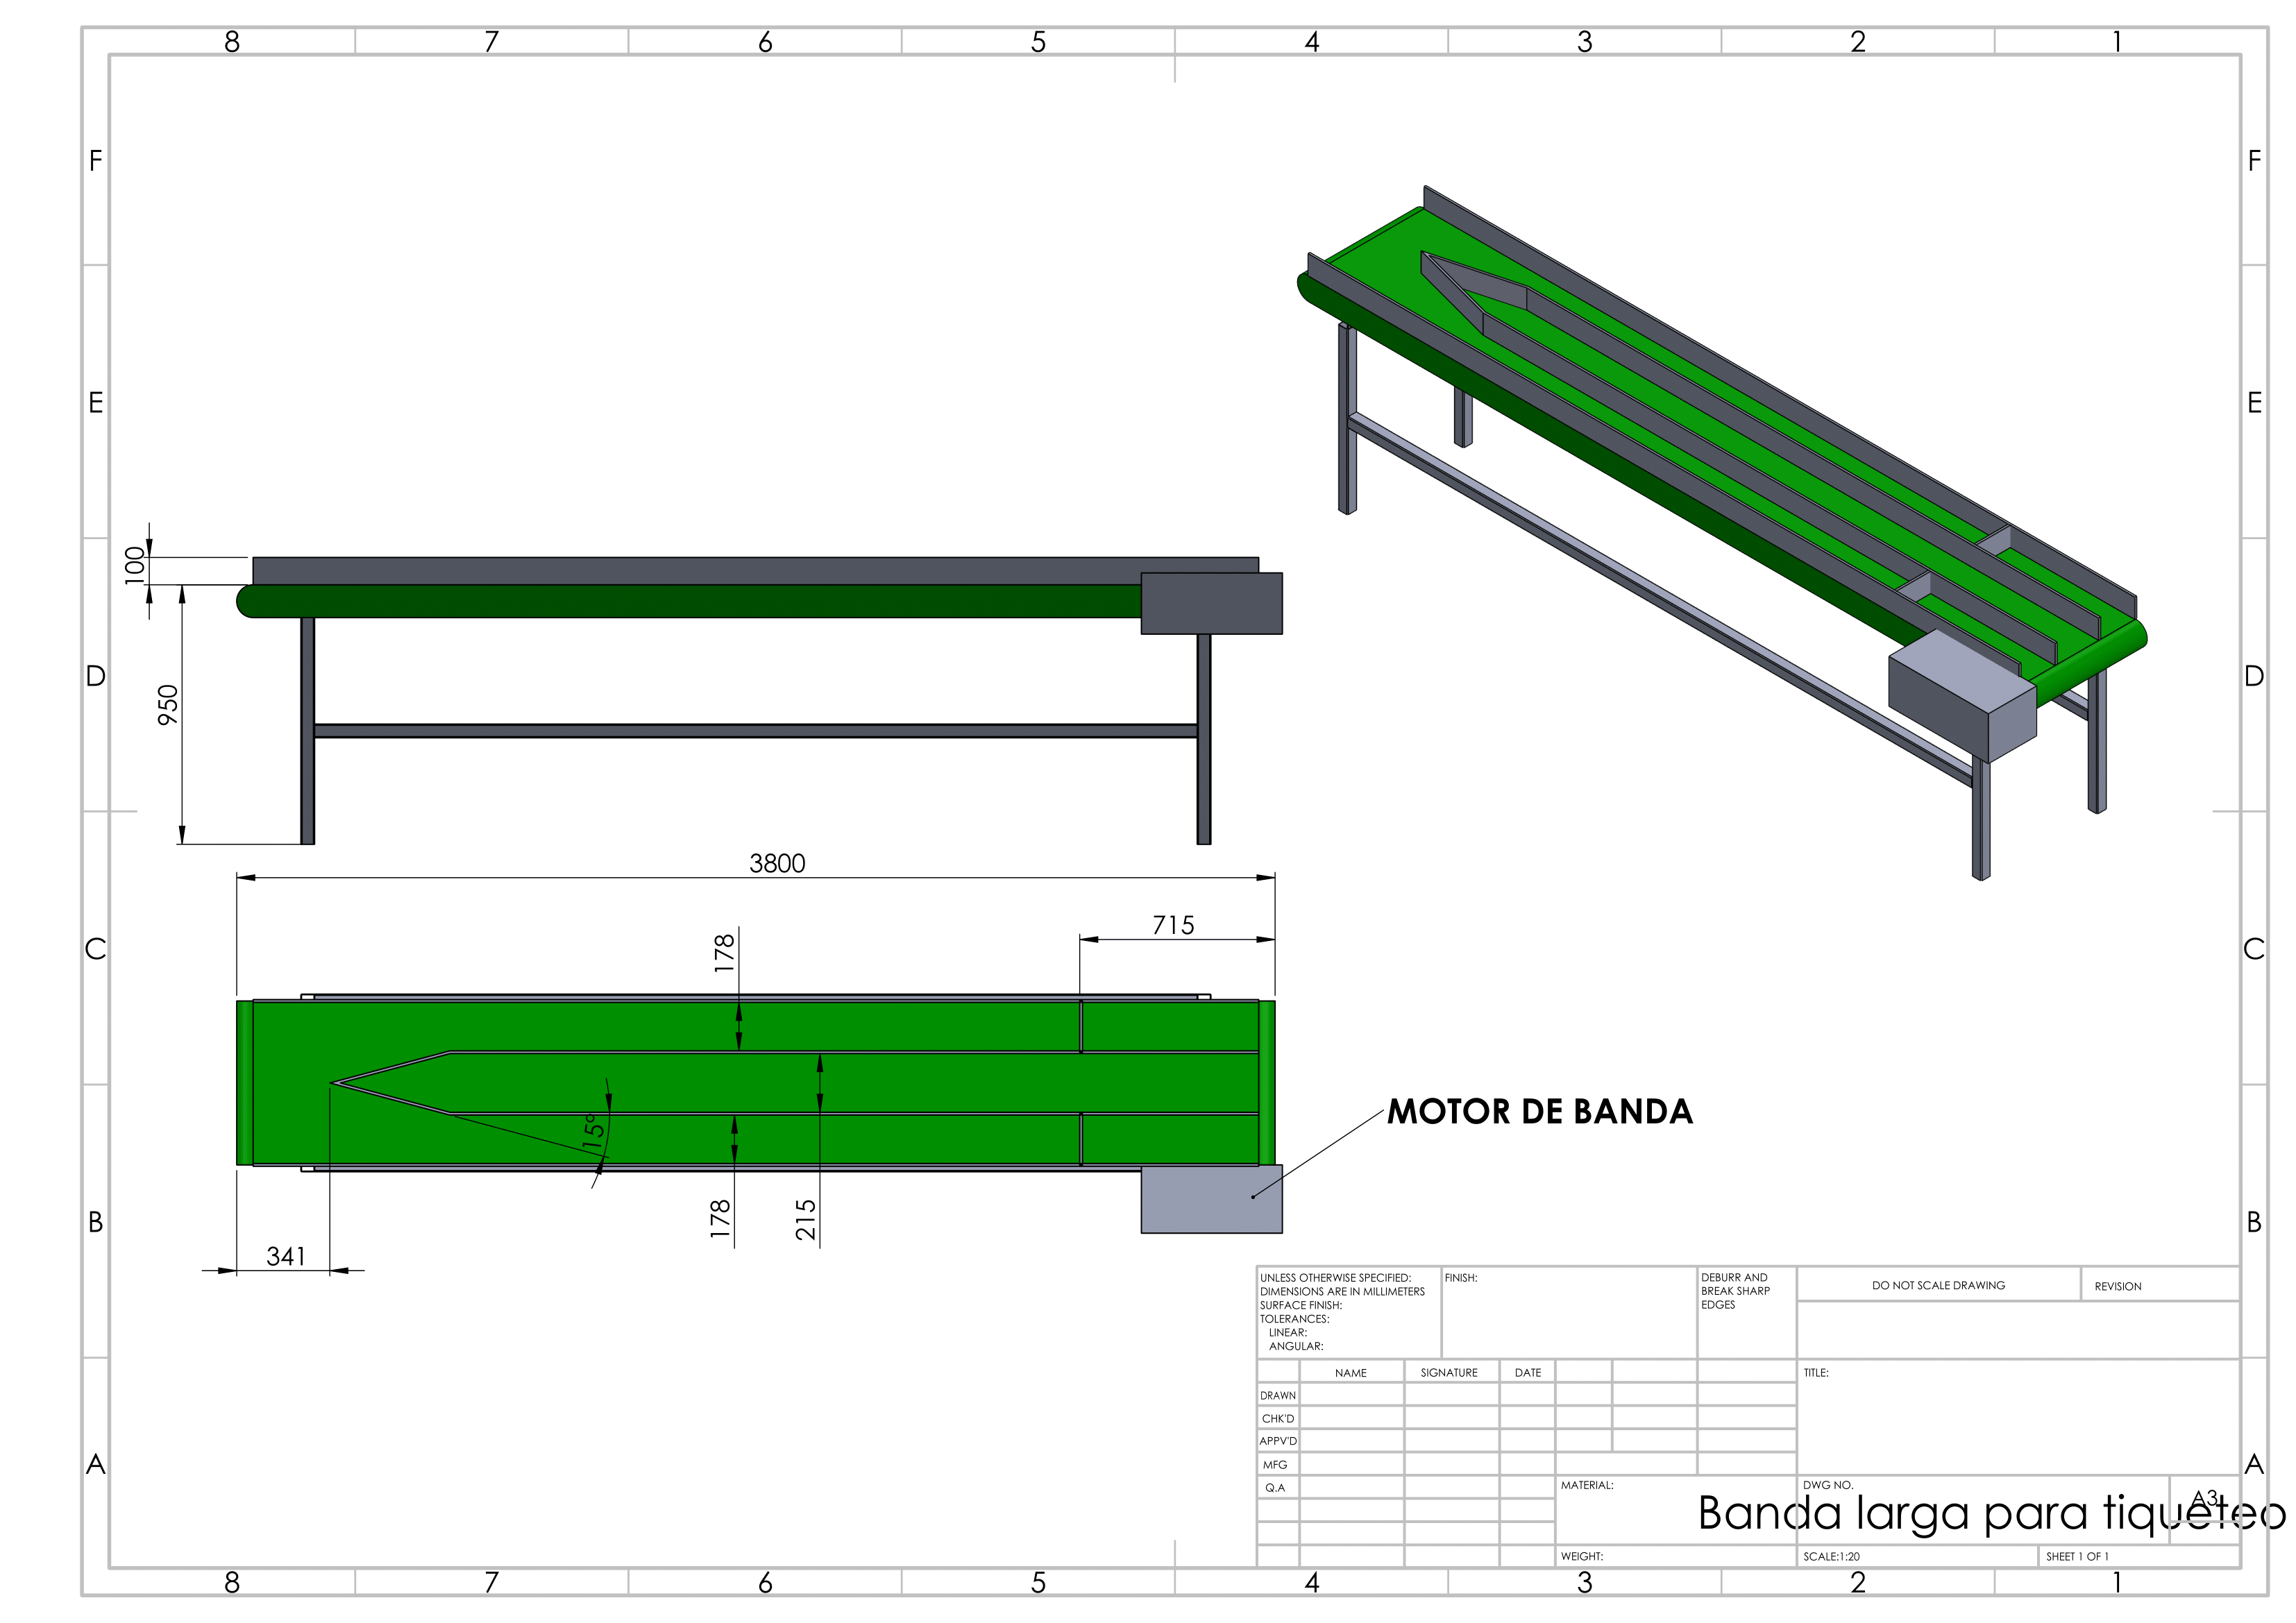 8 7 6 5 4 3 2 1
F F
E E
D D
C C
B B
A A
100
950
3800
715
178
15°
178
215
341
MOTOR DE BANDA
UNLESS OTHERWISE SPECIFIED:
DIMENSIONS ARE IN MILLIMETERS
SURFACE FINISH:
TOLERANCES:
LINEAR:
ANGULAR:
FINISH:
DEBURR AND
BREAK SHARP
EDGES
DO NOT SCALE DRAWING
REVISION
NAME SIGNATURE DATE
DRAWN
CHK'D
APPV'D
MFG
Q.A
TITLE:
MATERIAL:
DWG NO.
A3
Banda larga para tiqueteo
WEIGHT:
SCALE:1:20
SHEET 1 OF 1
8 7 6 5 4 3 2 1